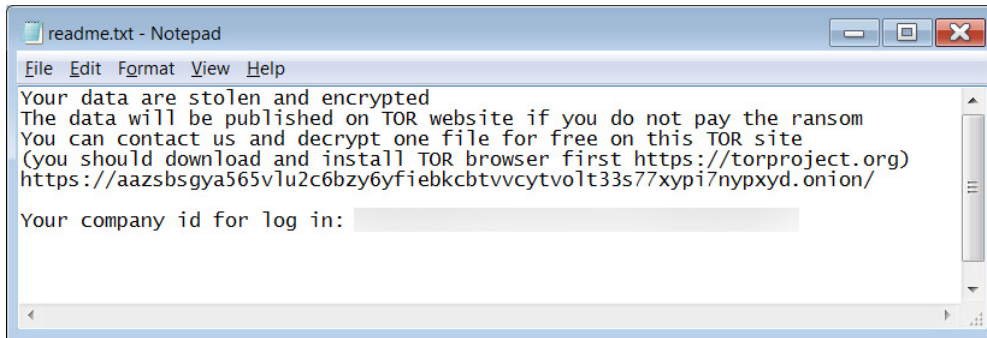 readme.txt - Notepad
File Edit Format View Help
Your data are stolen and encrypted
The data will be published on TOR website if you do not pay the ransom
You can contact us and decrypt one file for free on this TOR site
(you should download and install TOR browser first https://torproject.org)
https://aazsbsgya565vlu2c6bzy6yfiebkcbtvvcytvolt33s77xypi7nypxyd.onion/
Your company id for log in: